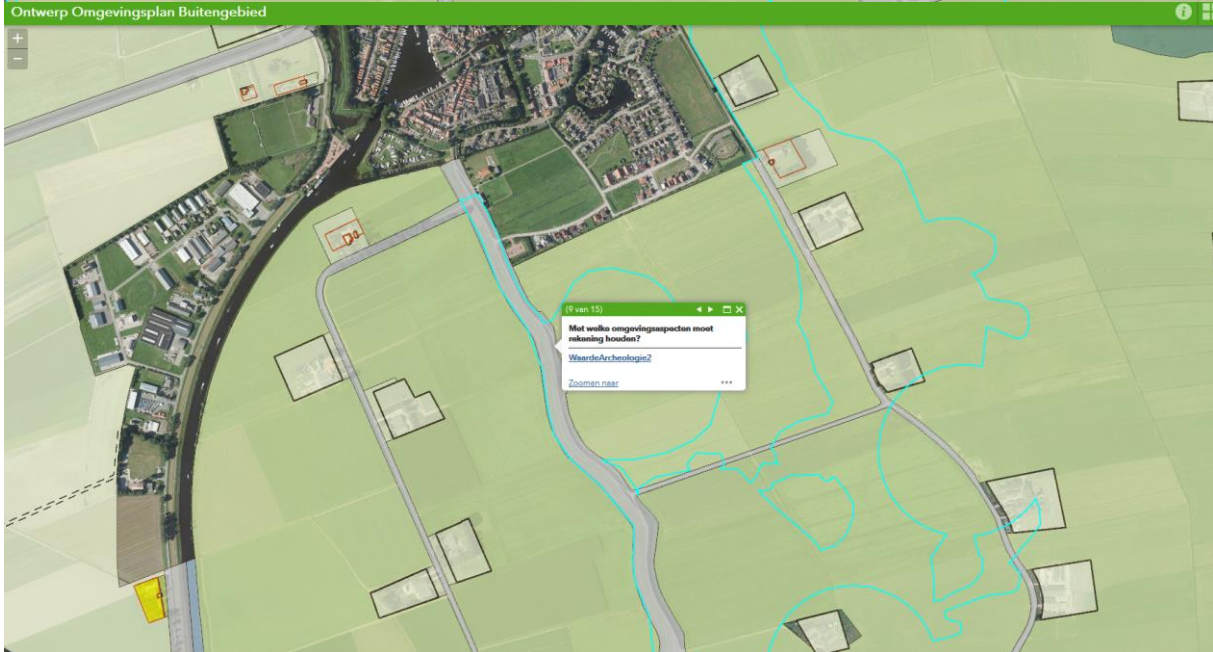 Ontwerp Omgevingsplan Buitengebied
(9 van 15)
Met welke omgevingsaspecten moet
rekening houden?
WaardeArcheologie2
Zoomen naar